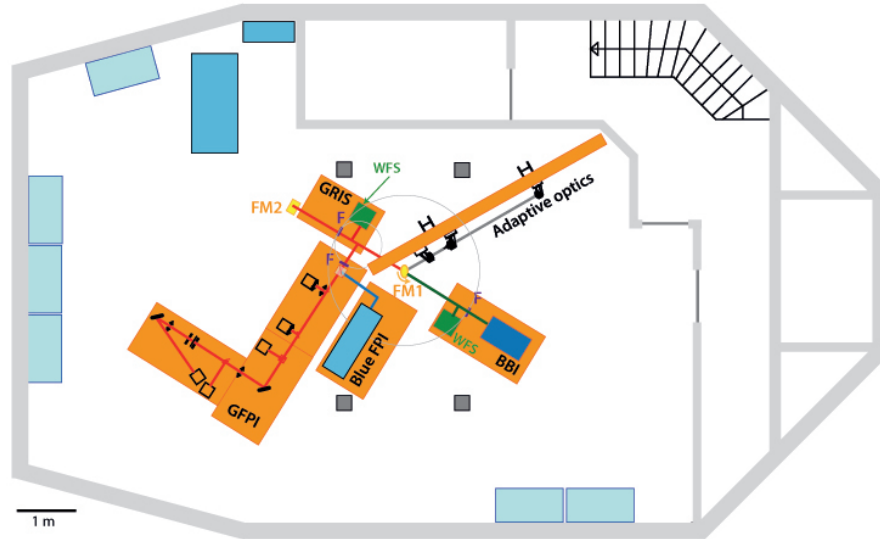 WFS
GRIS
FM2
F
H
Adaptive optics
F
FM1
F
H
WFS
BBI
Blue FPI
GFPI
1 m